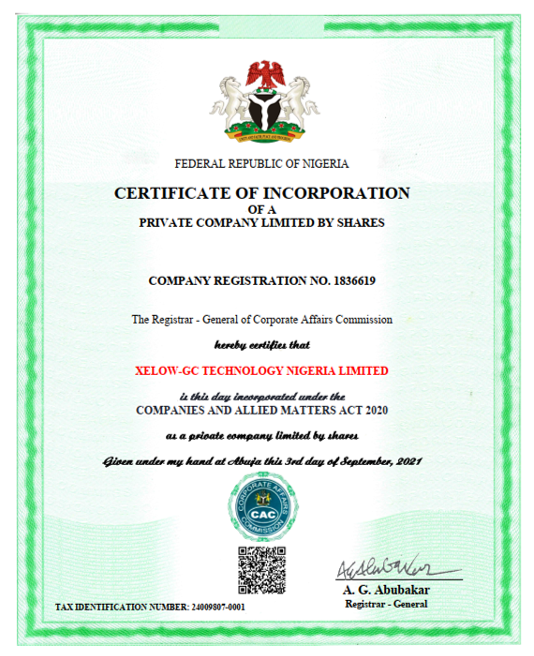 FEDERAL REPUBLIC OF NIGERIA
CERTIFICATE OF INCORPORATION
OF A
PRIVATE COMPANY LIMITED BY SHARES
COMPANY REGISTRATION NO. 1836619
The Registrar - General of Corporate Affairs Commission
hereby certifies that
XELOW-GC TECHNOLOGY NIGERIA LIMITED
is this day incorporated under the
COMPANIES AND ALLIED MATTERS ACT 2020
as a private company limited by shares
Given under my hand at Abuja this 3rd day of September, 2021
CORPORATE AFFAIRS
CAC
COMMISSION
A. G. Abubakar
Registrar - General
TAX IDENTIFICATION NUMBER: 24009807-0001